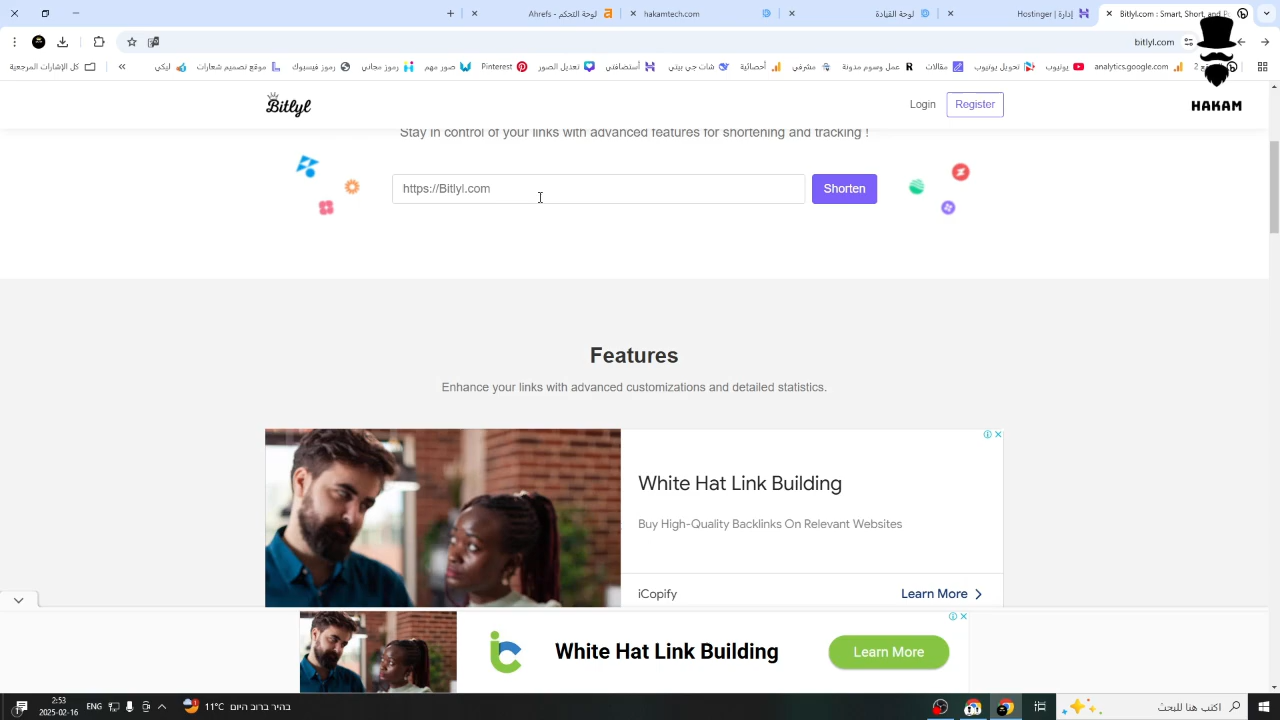 Bitlyl.com : Smart, 
Hostinger | إدارة
لوحة القيادة
hakamtech.com
Ahrefs - لوحة التحكم
bitlyl.com
analytics.google.com
يوتيوب
تحويل يوتيوب
مقالات
عمل وسوم مدونة
مشرفي
أحصائية
شات جي بيتي
أستضافتي
تعديل الصور
Pinterest
صور مهم
رموز مجاني
رموز فيسبوك
موقع تصميم شعارات
ليكي
كل الإشارات المرجعية
HAKAM
Bitlyl
Login
Register
Stay in control of your links with advanced features for shortening and tracking !
https://Bitlyl.com
Shorten
Features
Enhance your links with advanced customizations and detailed statistics.
White Hat Link Building
Buy High-Quality Backlinks On Relevant Websites
iCopify
Learn More
White Hat Link Building
Learn More
2:53
2025-02-16
ENG
11°C
בהיר ברוב היום
اكتب هنا للبحث